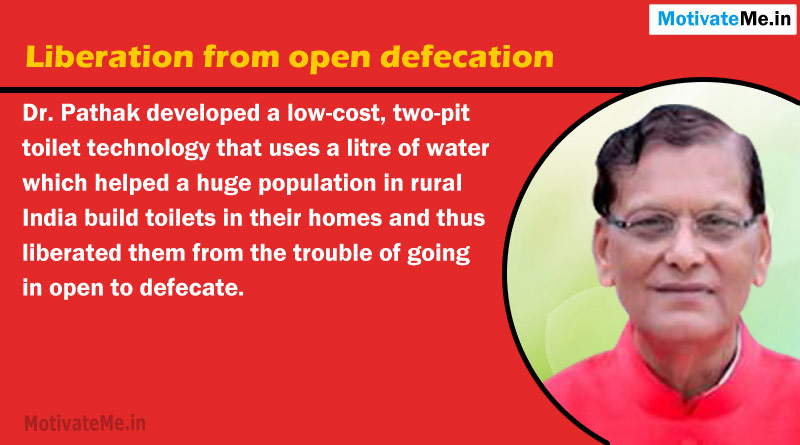 MotivateMe.in
Liberation from open defecation
Dr. Pathak developed a low-cost, two-pit
toilet technology that uses a litre of water
which helped a huge population in rural
India build toilets in their homes and thus
liberated them from the trouble of going
in open to defecate.
MotivateMe.in